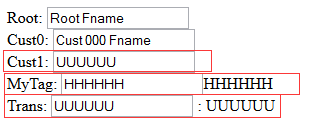 Root: Root Fname
Cust0: Cust 000 Fname
Cust1: UUUUUU
MyTag: HHHHHH HHHHHH
Trans: UUUUUU : UUUUUU